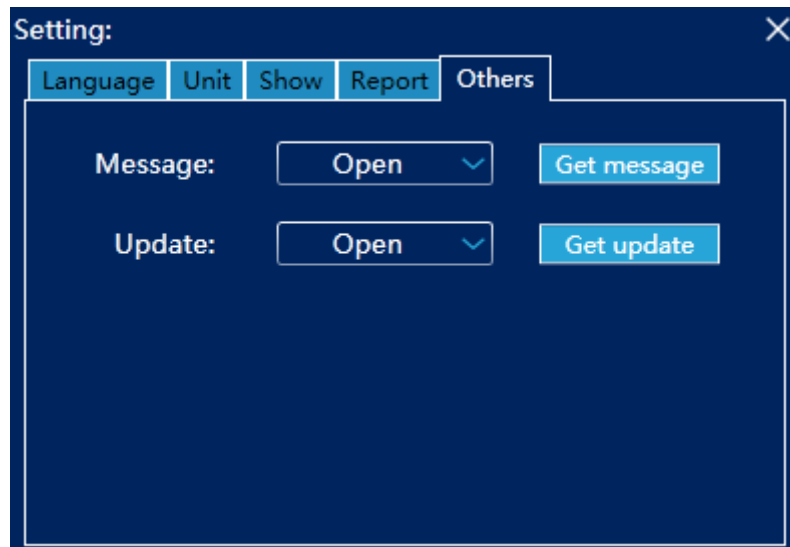 Setting:
Language Unit Show Report Others
Message: Open Get message
Update: Open Get update